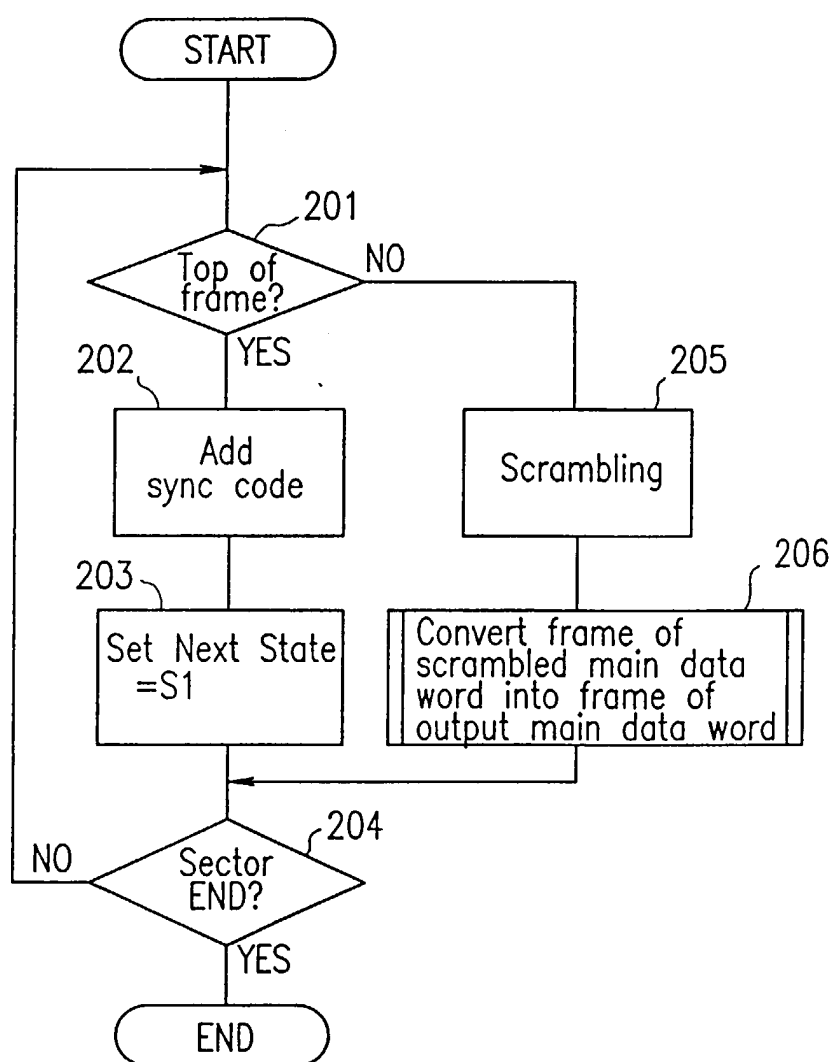 START
201
Top of
frame?
NO
YES
202
Add
sync code
205
Scrambling
203
Set Next State
=S1
206
Convert frame of
scrambled main data
word into frame of
output main data word
204
Sector
END?
NO
YES
END